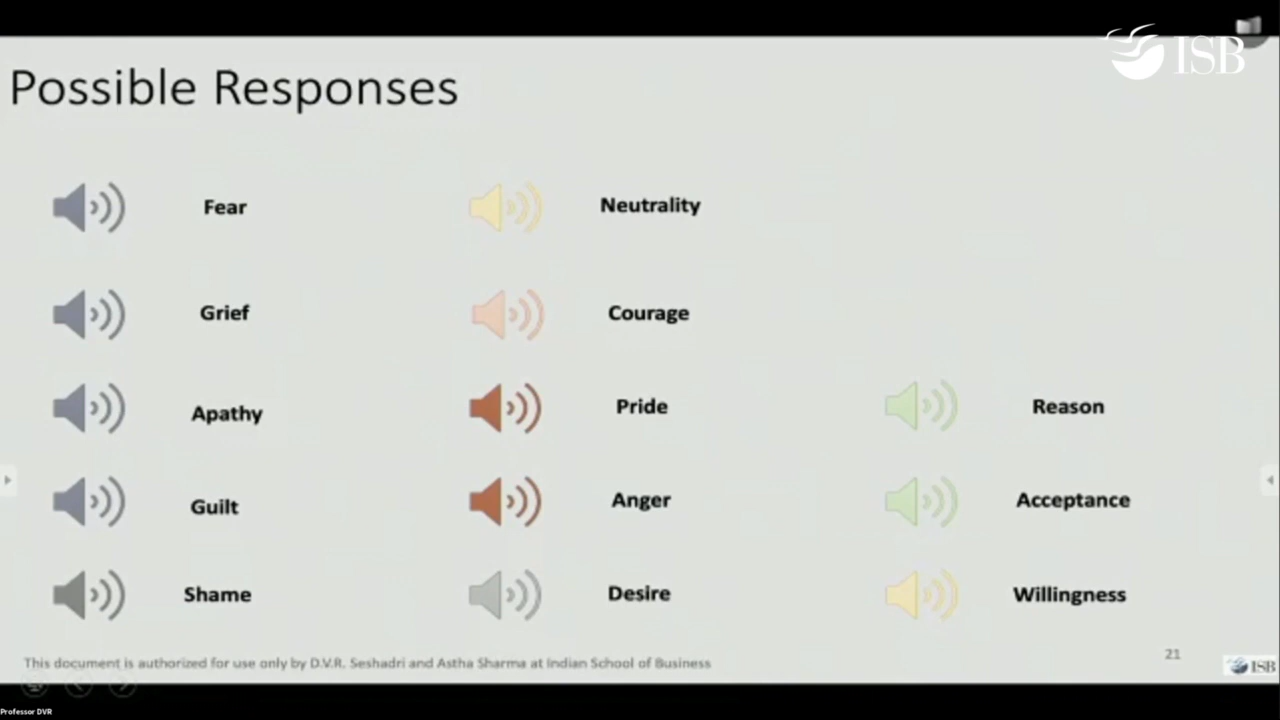 ISB
Possible Responses
Fear
Neutrality
Grief
Courage
Apathy
Pride
Reason
Guilt
Anger
Acceptance
Shame
Desire
Willingness
This document is authorized for use only by D.V.R. Seshadri and Astha Sharma at Indian School of Business
21
ISB
Professor DVR